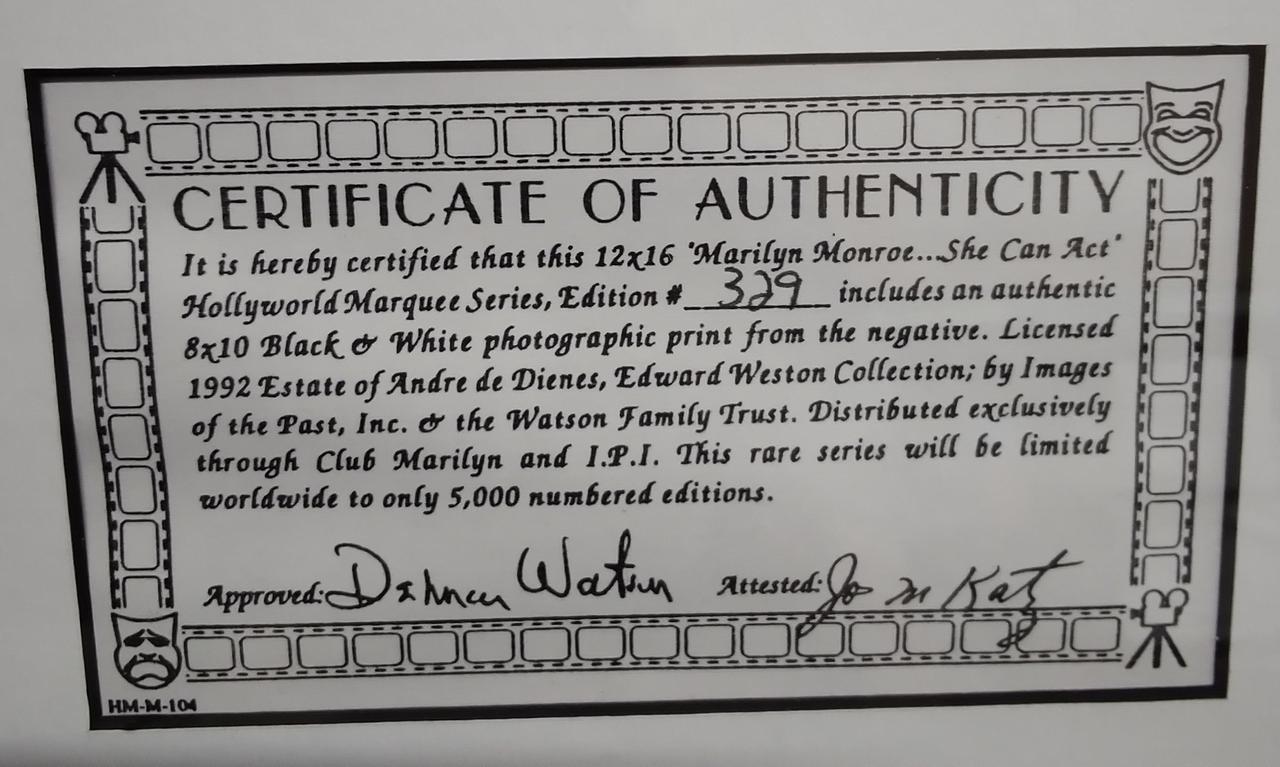 CERTIFICATE OF AUTHENTICITY
It is hereby certified that this 12x16 'Marilyn Monroe...She Can Act'
Hollyworld Marquee Series, Edition # 329 includes an authentic
8x10 Black & White photographic print from the negative. Licensed
1992 Estate of Andre de Dienes, Edward Weston Collection; by Images
of the Past, Inc. & the Watson Family Trust. Distributed exclusively
through Club Marilyn and I.P.I. This rare series will be limited
worldwide to only 5,000 numbered editions.
Approved: Watson Attested: Jo m Katz
HM-M-104